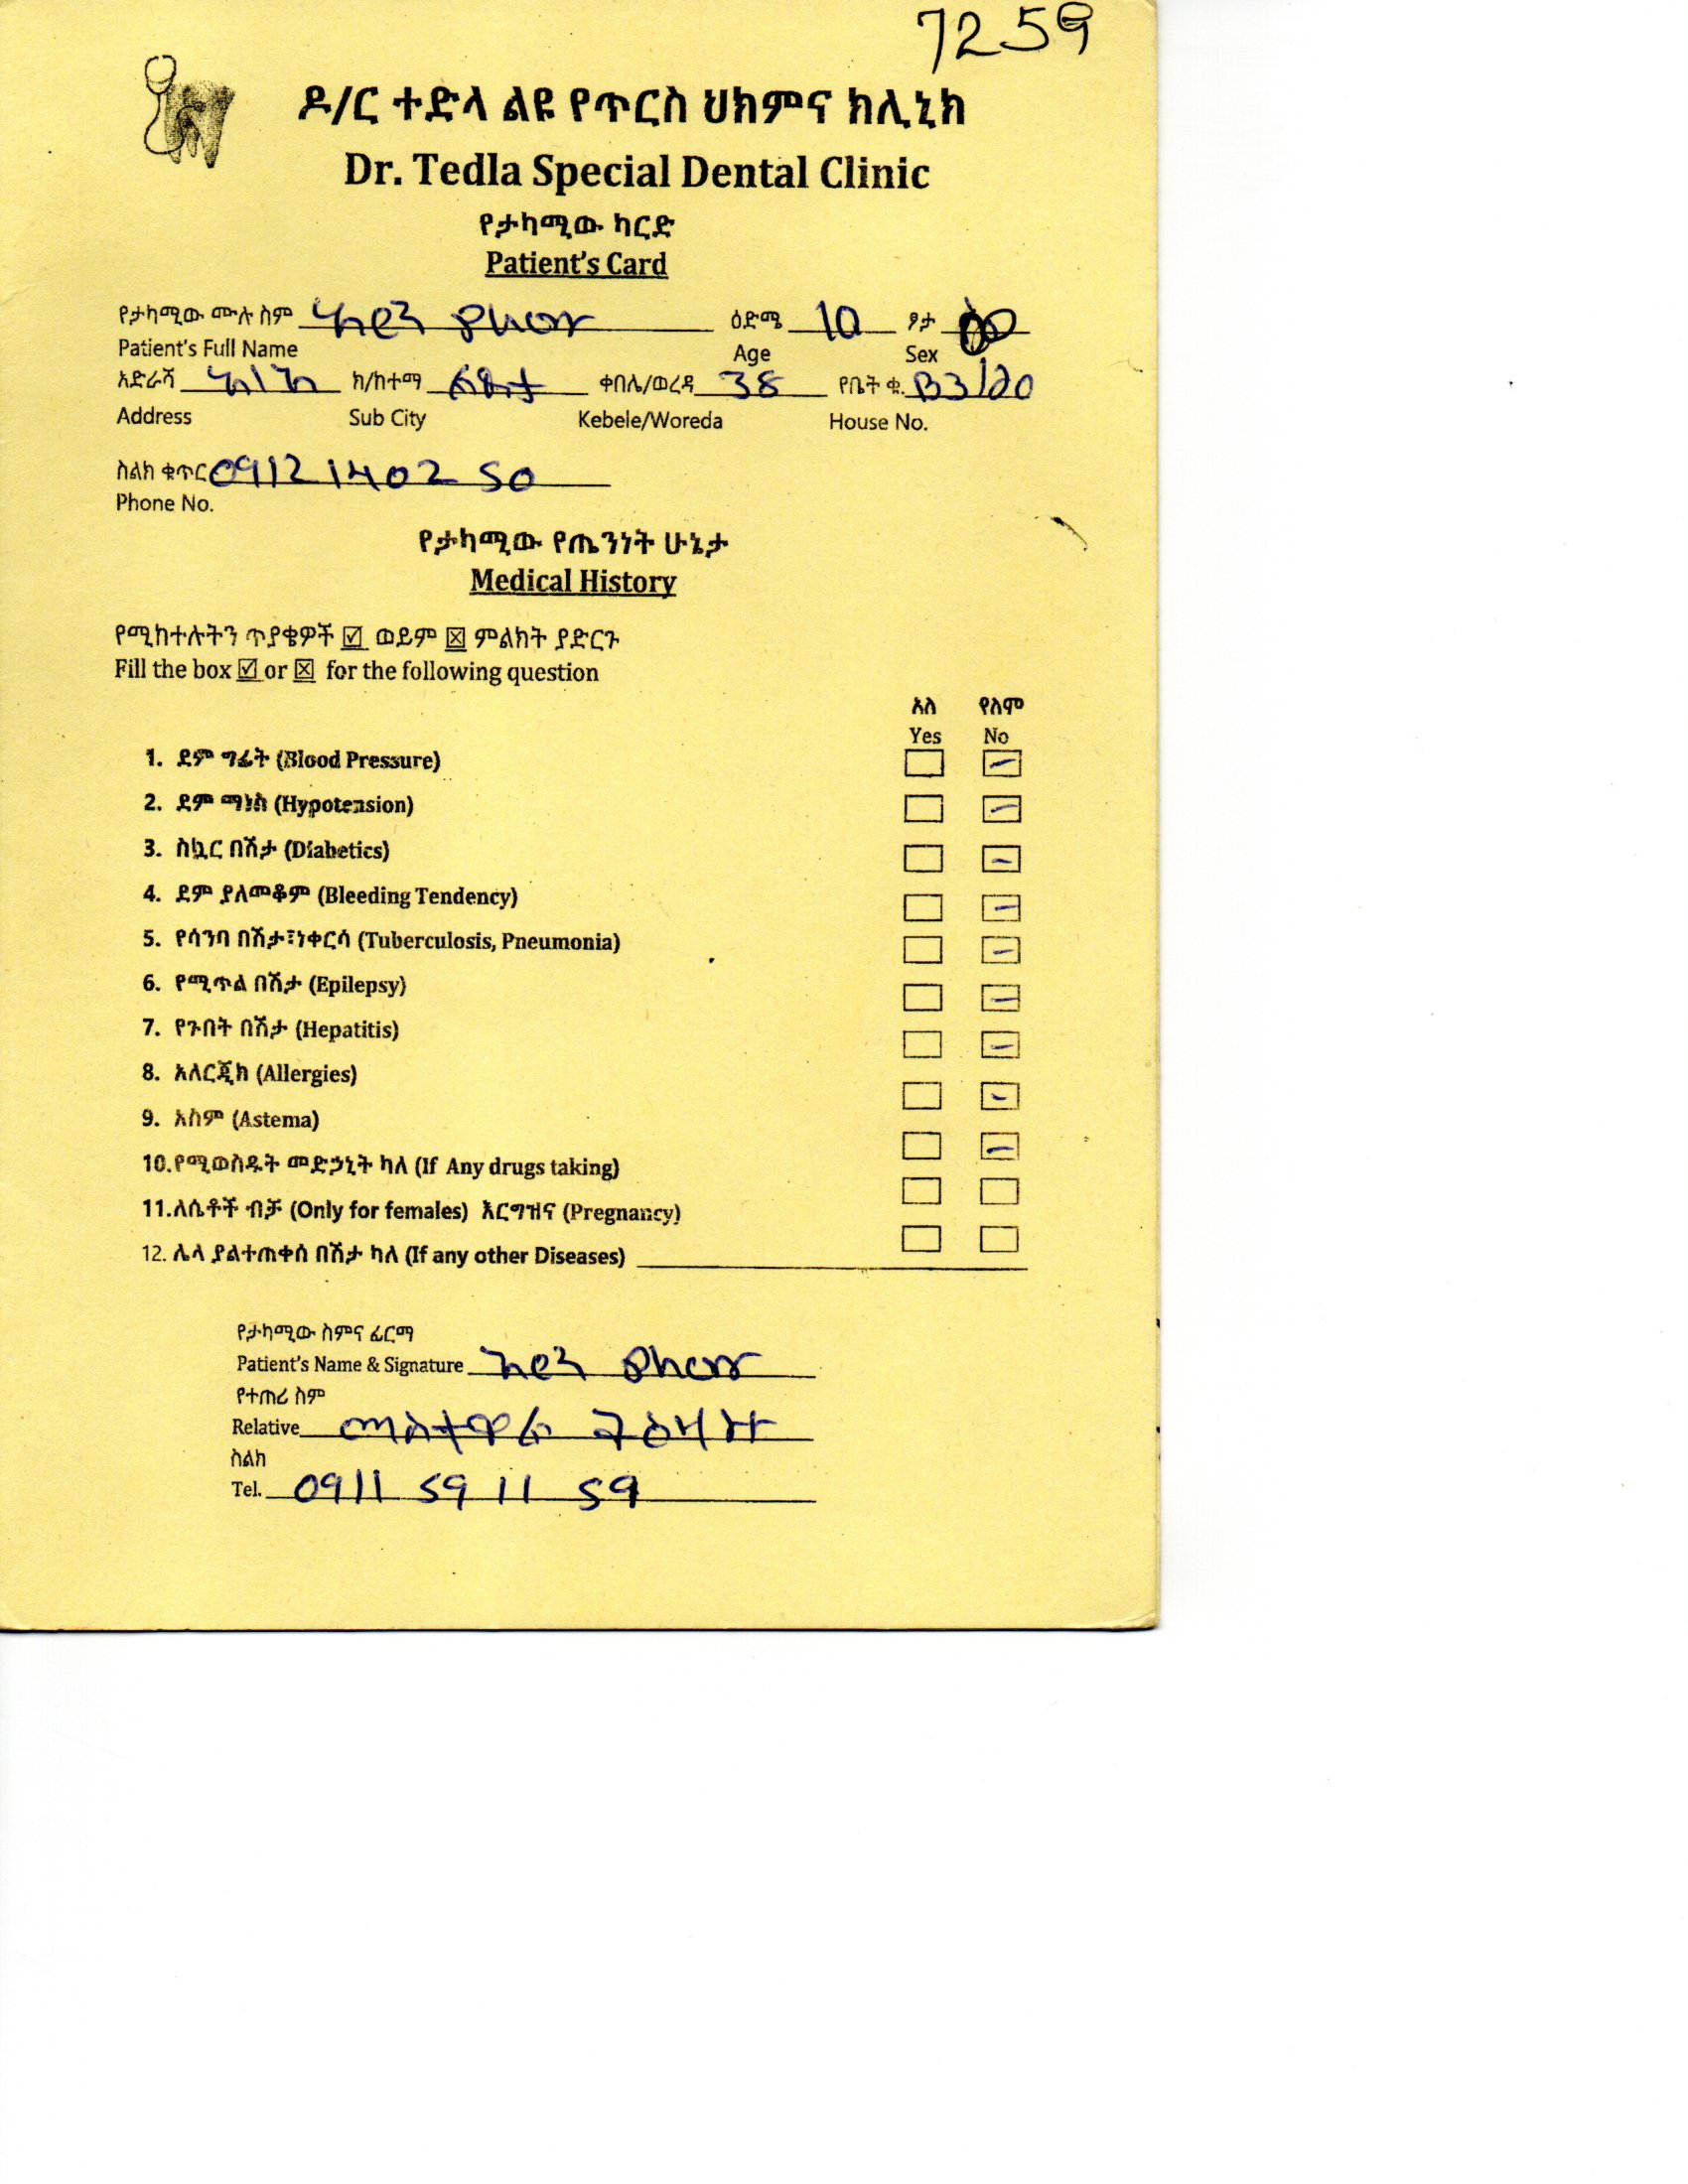 7259
ዶ/ር ተድላ ልዩ የጥርስ ህክምና ክሊኒክ
Dr. Tedla Special Dental Clinic
የታካሚው ካርድ
Patient's Card
የታካሚው ሙሉ ስም ዕድሜ 10 ፆታ
Patient's Full Name Age Sex
አድራሻ አ/አ ክ/ከተማ ቀበሌ/ወረዳ 38 የቤት ቁ. B3/20
Address Sub City Kebele/Woreda House No.
ስልክ ቁጥር 0912 1402 50
Phone No.
የታካሚው የጤንነት ሁኔታ
Medical History
የሚከተሉትን ጥያቄዎች ☑ ወይም ☒ ምልክት ያድርጉ
Fill the box ☑ or ☒ for the following question
አለ የለም
Yes No
1. ደም ግፊት (Blood Pressure)
2. ደም ማነስ (Hypotension)
3. ስኳር በሽታ (Diabetics)
4. ደም ያለመቆም (Bleeding Tendency)
5. የሳንባ በሽታ፣ነቀርሳ (Tuberculosis, Pneumonia)
6. የሚጥል በሽታ (Epilepsy)
7. የጉበት በሽታ (Hepatitis)
8. አለርጂክ (Allergies)
9. አስም (Astema)
10.የሚወስዱት መድኃኒት ካለ (If Any drugs taking)
11.ለሴቶች ብቻ (Only for females) እርግዝና (Pregnancy)
12. ሌላ ያልተጠቀሰ በሽታ ካለ (If any other Diseases)
የታካሚው ስምና ፊርማ
Patient's Name & Signature
የተጠሪ ስም
Relative
ስልክ
Tel. 0911 59 11 59